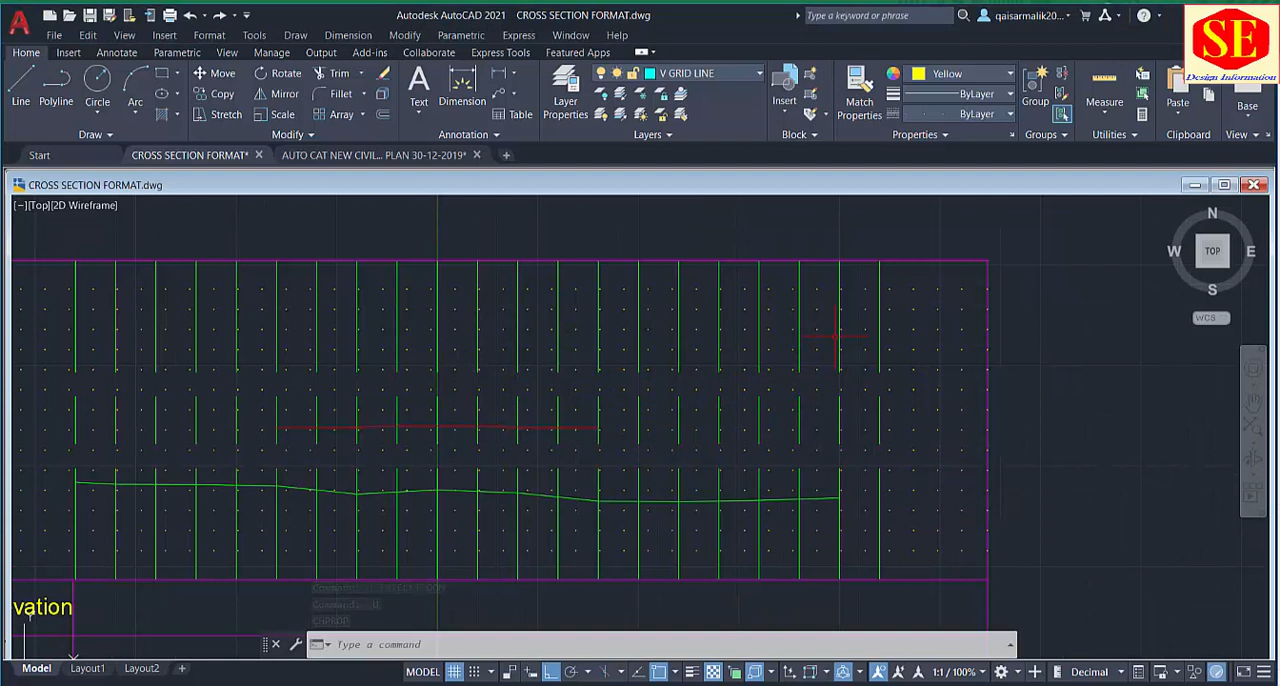 Autodesk AutoCAD 2021 CROSS SECTION FORMAT.dwg
Type a keyword or phrase
qaisarmalik20...
SE
Design Information
File Edit View Insert Format Tools Draw Dimension Modify Parametric Express Window Help
Home Insert Annotate Parametric View Manage Output Add-ins Collaborate Express Tools Featured Apps
Line Polyline Circle Arc
Move Rotate Trim
Copy Mirror Fillet
Stretch Scale Array
Text Dimension Table
Layer Properties
V GRID LINE
Insert
Match Properties
Yellow
ByLayer
ByLayer
Group
Measure
Paste
Base
Draw Modify Annotation Layers Block Properties Groups Utilities Clipboard View
Start CROSS SECTION FORMAT* AUTO CAT NEW CIVIL... PLAN 30-12-2019*
CROSS SECTION FORMAT.dwg
[−][Top][2D Wireframe]
N
W TOP E
S
WCS
vation
Command: U
CHPROP
Type a command
Model Layout1 Layout2
MODEL 1:1 / 100% Decimal